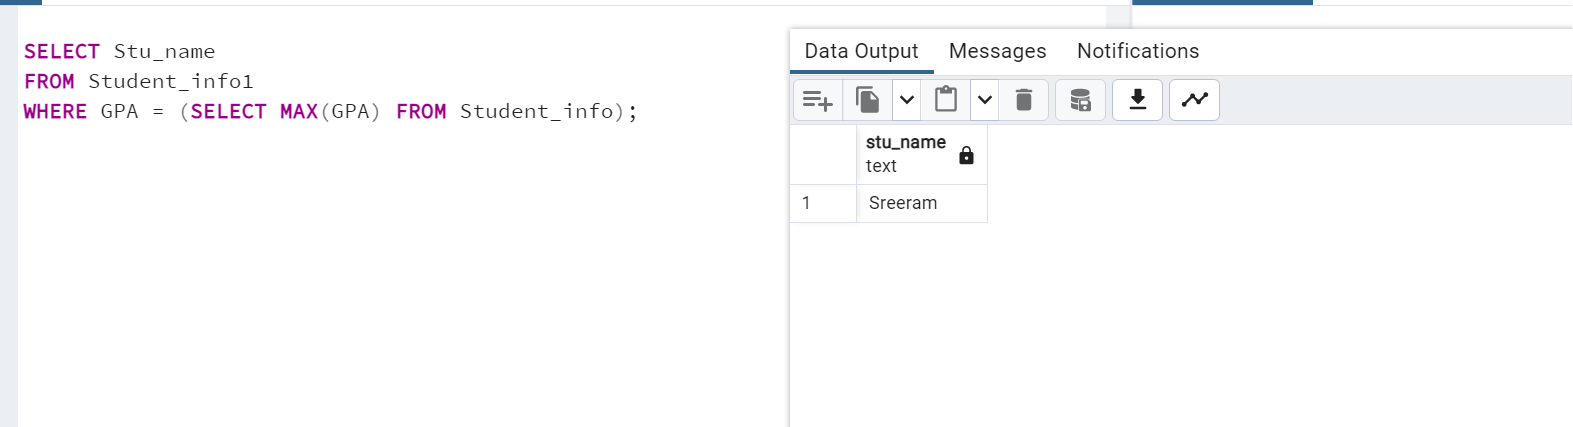 SELECT Stu_name
FROM Student_info1
WHERE GPA = (SELECT MAX(GPA) FROM Student_info);
Data Output Messages Notifications
stu_name
text
1 Sreeram